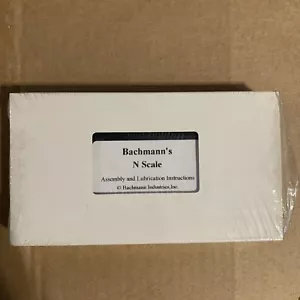 Bachmann's
N Scale
Assembly and Lubrication Instructions
© Bachmann Industries,Inc.